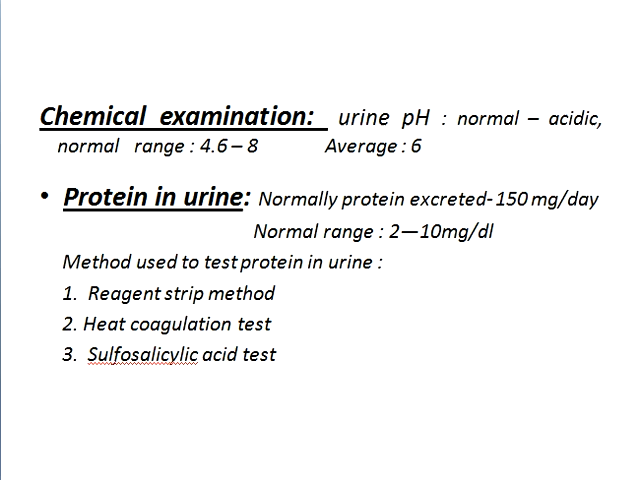 Chemical examination: urine pH : normal – acidic,
normal range : 4.6 – 8 Average : 6
• Protein in urine: Normally protein excreted- 150 mg/day
Normal range : 2—10mg/dl
Method used to test protein in urine :
1. Reagent strip method
2. Heat coagulation test
3. Sulfosalicylic acid test